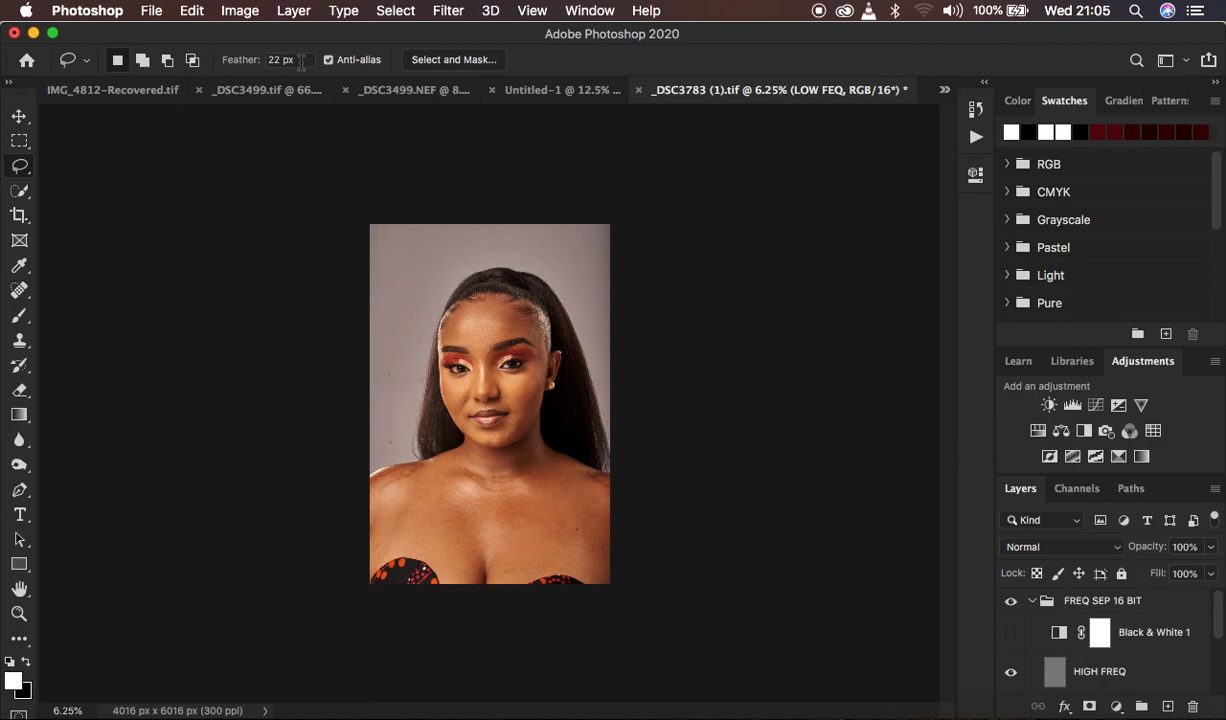 Photoshop File Edit Image Layer Type Select Filter 3D View Window Help 100% Wed 21:05
Adobe Photoshop 2020
Feather: 22 px Anti-alias Select and Mask...
IMG_4812-Recovered.tif _DSC3499.tif @ 66.... _DSC3499.NEF @ 8.... Untitled-1 @ 12.5% ... _DSC3783 (1).tif @ 6.25% (LOW FEQ, RGB/16*) *
Color Swatches Gradien Patterns
RGB
CMYK
Grayscale
Pastel
Light
Pure
Learn Libraries Adjustments
Add an adjustment
Layers Channels Paths
Kind
Normal Opacity: 100%
Lock: Fill: 100%
FREQ SEP 16 BIT
Black & White 1
HIGH FREQ
6.25% 4016 px x 6016 px (300 ppi)